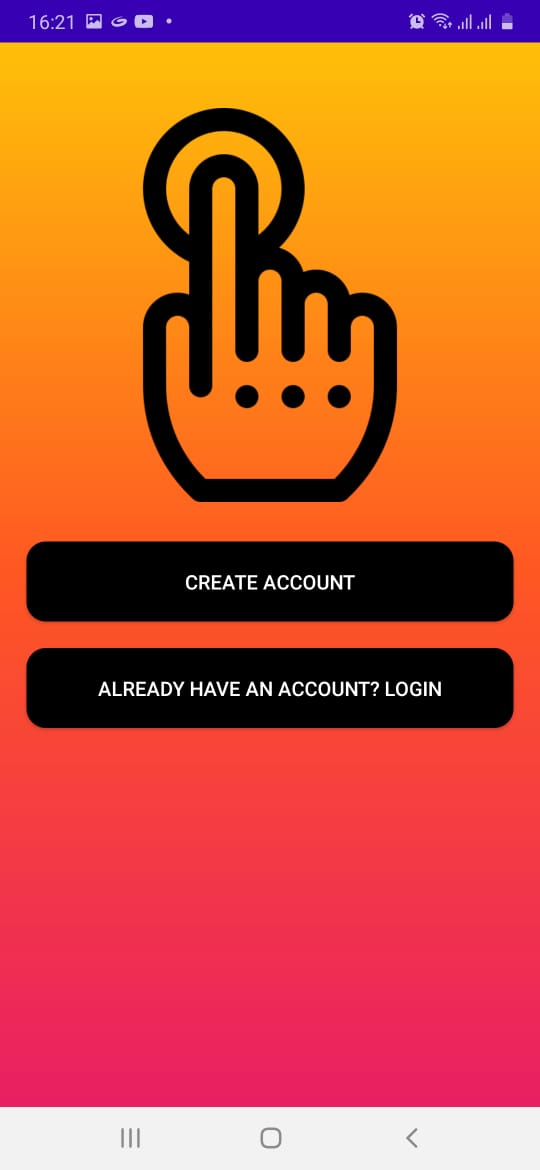 16:21
CREATE ACCOUNT
ALREADY HAVE AN ACCOUNT? LOGIN